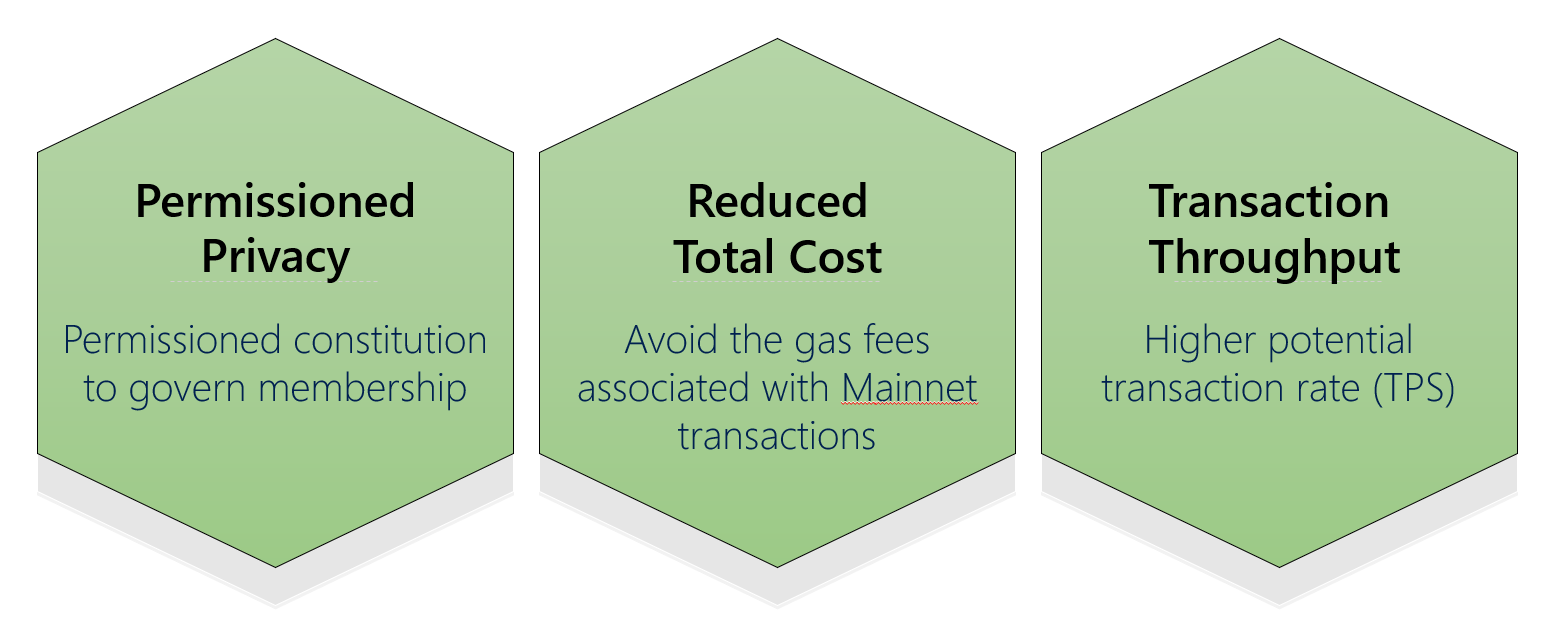 Permissioned
Privacy
Permissioned constitution
to govern membership
Reduced
Total Cost
Avoid the gas fees
associated with Mainnet
transactions
Transaction
Throughput
Higher potential
transaction rate (TPS)